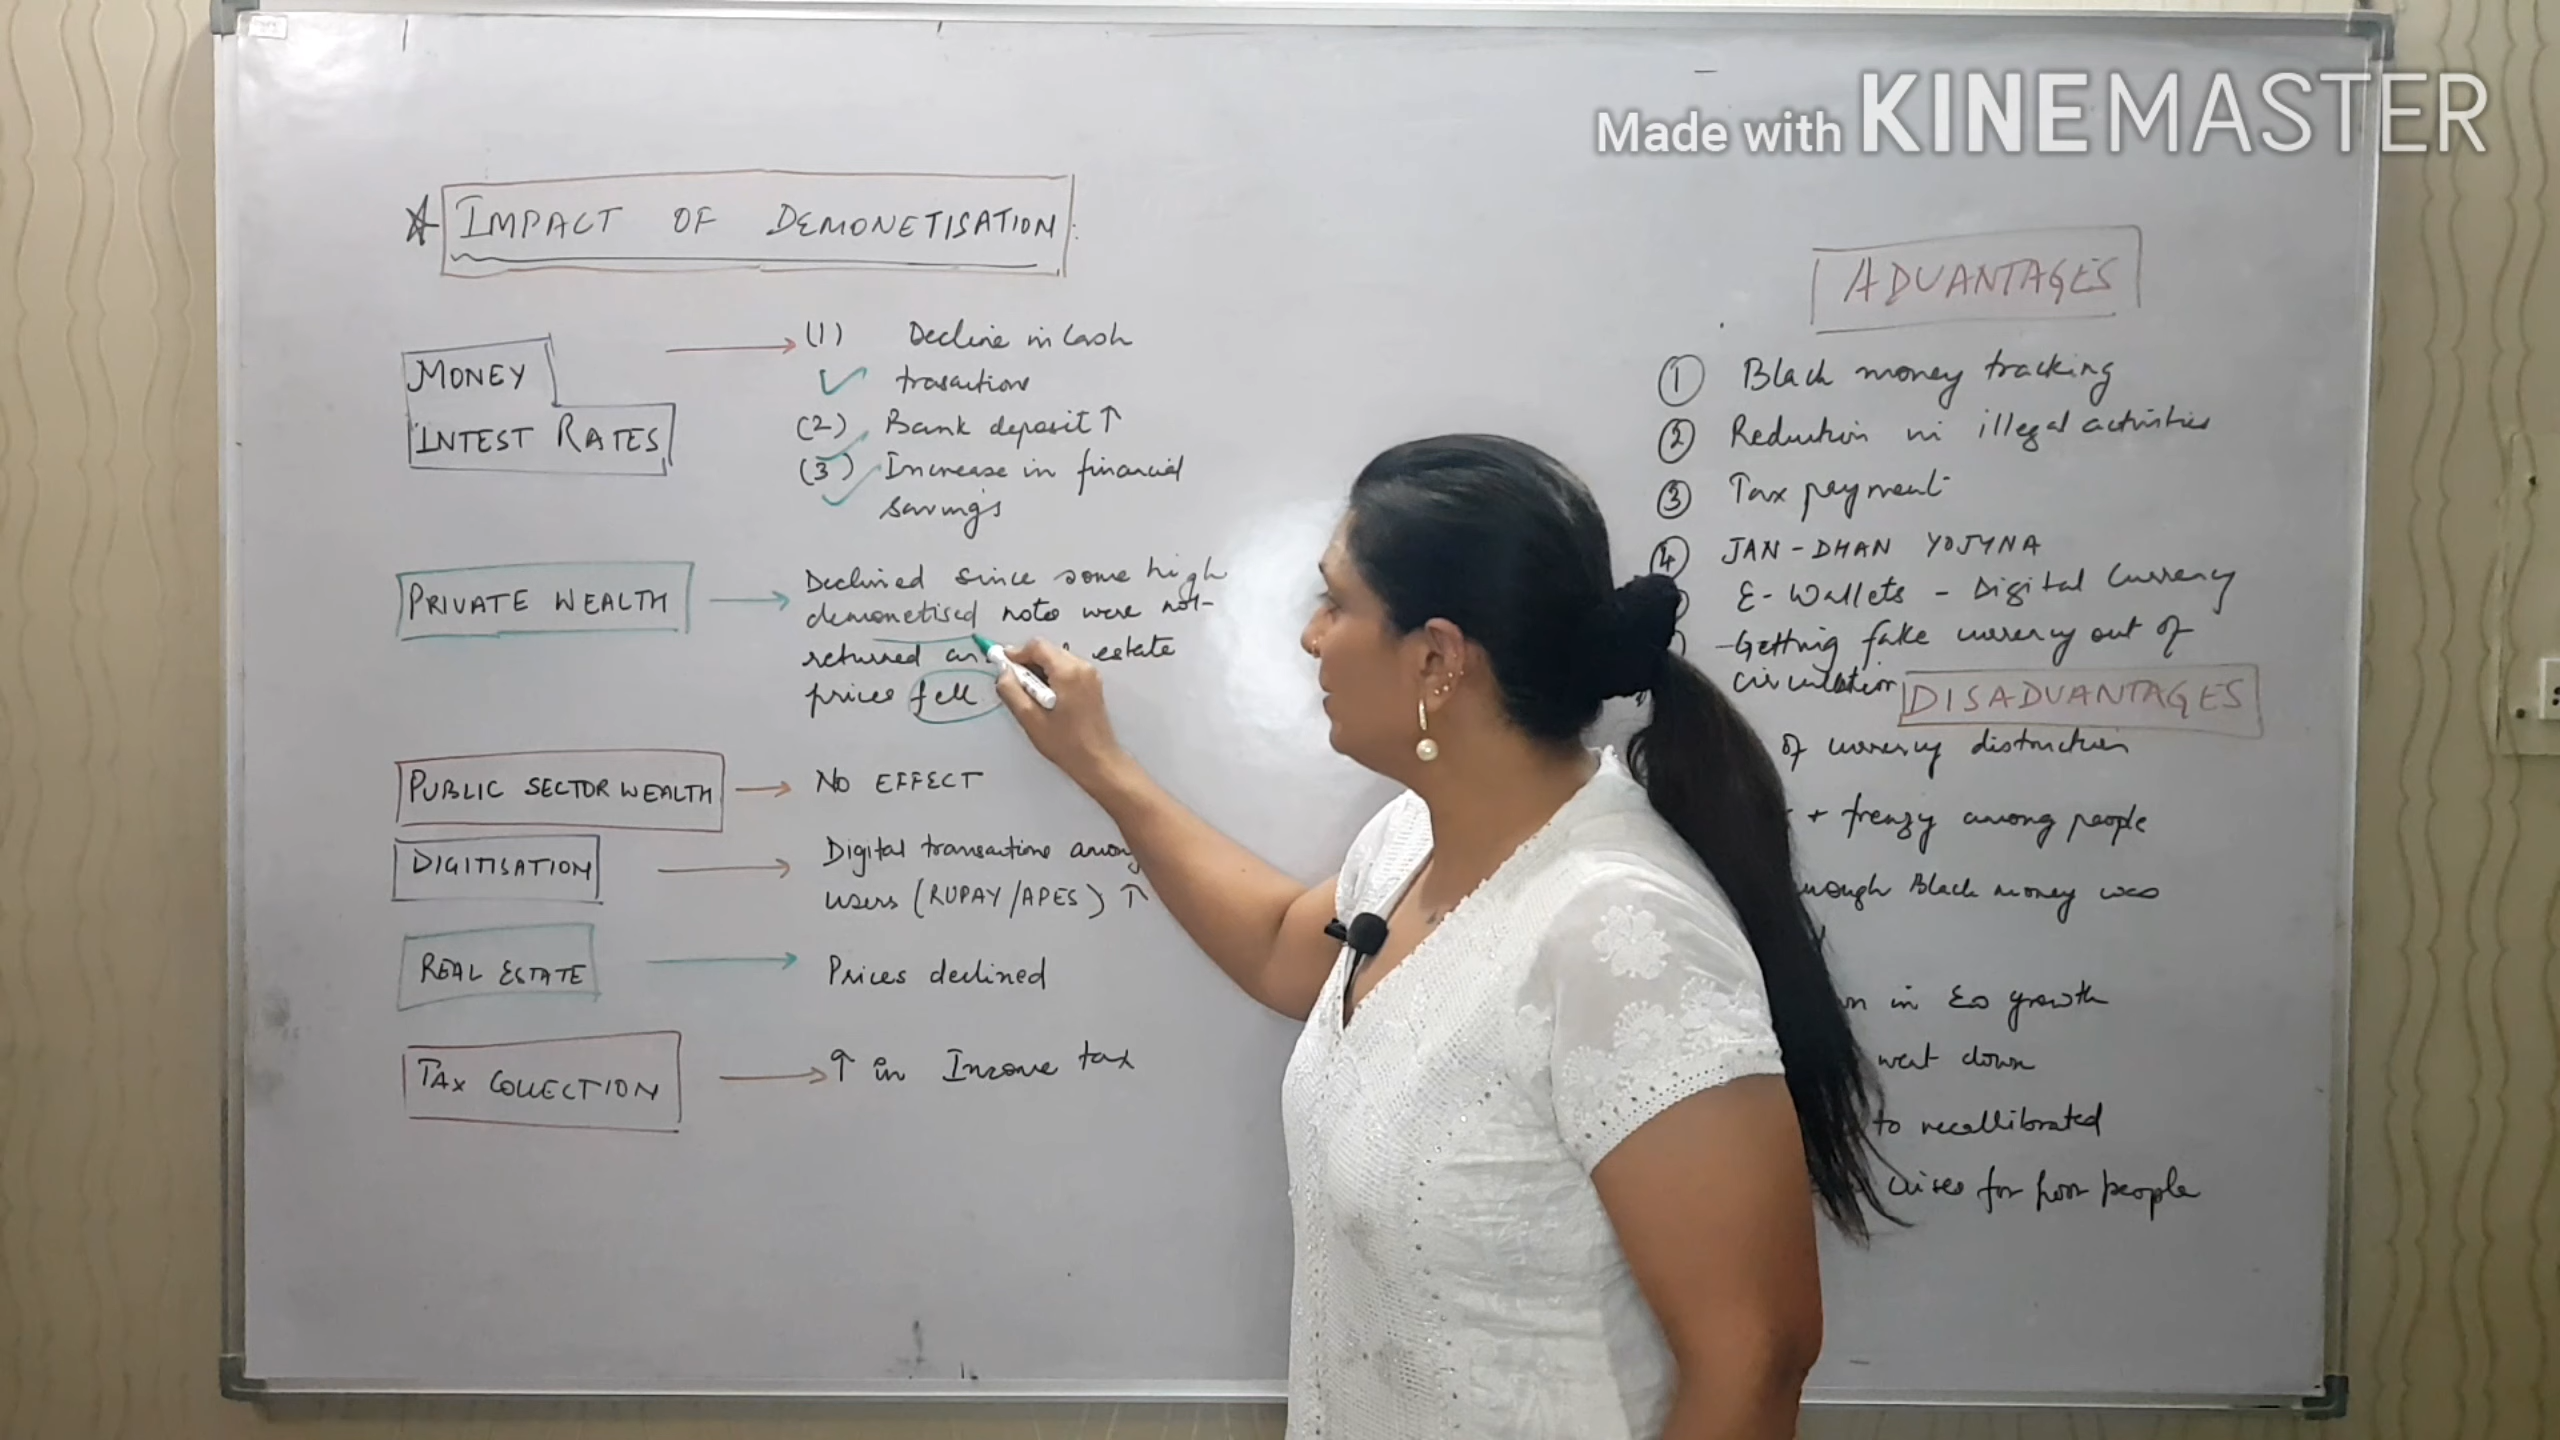 Made with KINEMASTER
IMPACT OF DEMONETISATION
MONEY
INTEST RATES
(1) Decline in Cash
trasactions
(2) Bank deposit ↑
(3) Increase in financial
savings
PRIVATE WEALTH
Declined since some high
demonetised notes were not
returned estate
prices fell
PUBLIC SECTOR WEALTH
NO EFFECT
DIGITISATION
Digital transactions among
users (RUPAY/APES) ↑
REAL ESTATE
Prices declined
TAX COLLECTION
↑ in Income tax
ADVANTAGES
1 Black money tracking
2 Reduction in illegal activities
3 Tax payment
4 JAN-DHAN YOJYNA
E-Wallets - Digital Currency
-Getting fake currency out of
circulation
DISADVANTAGES
of currency
+ frenzy among people
Black money was
in Eco growth
went down
to recallibrated
for poor people